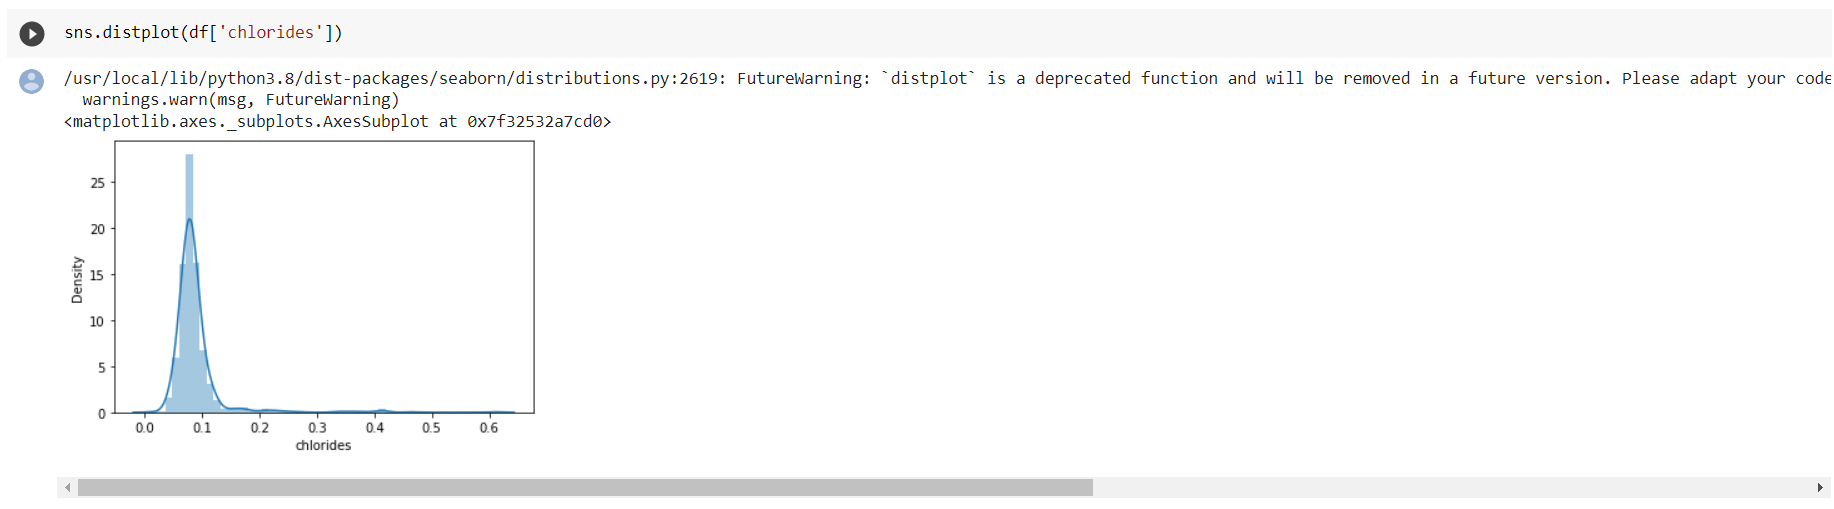 sns.distplot(df['chlorides'])
/usr/local/lib/python3.8/dist-packages/seaborn/distributions.py:2619: FutureWarning: `distplot` is a deprecated function and will be removed in a future version. Please adapt your code
warnings.warn(msg, FutureWarning)
<matplotlib.axes._subplots.AxesSubplot at 0x7f32532a7cd0>
25
20
15
10
5
0
Density
0.0 0.1 0.2 0.3 0.4 0.5 0.6
chlorides